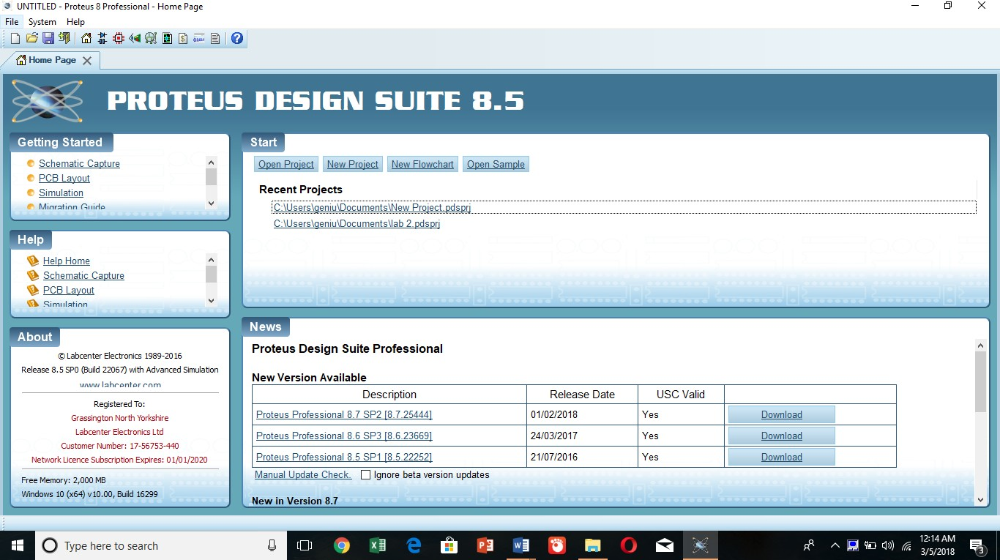 UNTITLED - Proteus 8 Professional - Home Page
File System Help
Home Page
PROTEUS DESIGN SUITE 8.5
Getting Started
Schematic Capture
PCB Layout
Simulation
Migration Guide
Help
Help Home
Schematic Capture
PCB Layout
Simulation
About
© Labcenter Electronics 1989-2016
Release 8.5 SP0 (Build 22067) with Advanced Simulation
www.labcenter.com
Registered To:
Grassington North Yorkshire
Labcenter Electronics Ltd
Customer Number: 17-56753-440
Network Licence Subscription Expires: 01/01/2020
Free Memory: 2,000 MB
Windows 10 (x64) v10.00, Build 16299
Start
Open Project New Project New Flowchart Open Sample
Recent Projects
C:\Users\geniu\Documents\New Project.pdsprj
C:\Users\geniu\Documents\lab 2.pdsprj
News
Proteus Design Suite Professional
New Version Available
Description Release Date USC Valid
Proteus Professional 8.7 SP2 [8.7.25444] 01/02/2018 Yes Download
Proteus Professional 8.6 SP3 [8.6.23669] 24/03/2017 Yes Download
Proteus Professional 8.5 SP1 [8.5.22252] 21/07/2016 Yes Download
Manual Update Check. Ignore beta version updates
New in Version 8.7
Type here to search
12:14 AM
3/5/2018
3